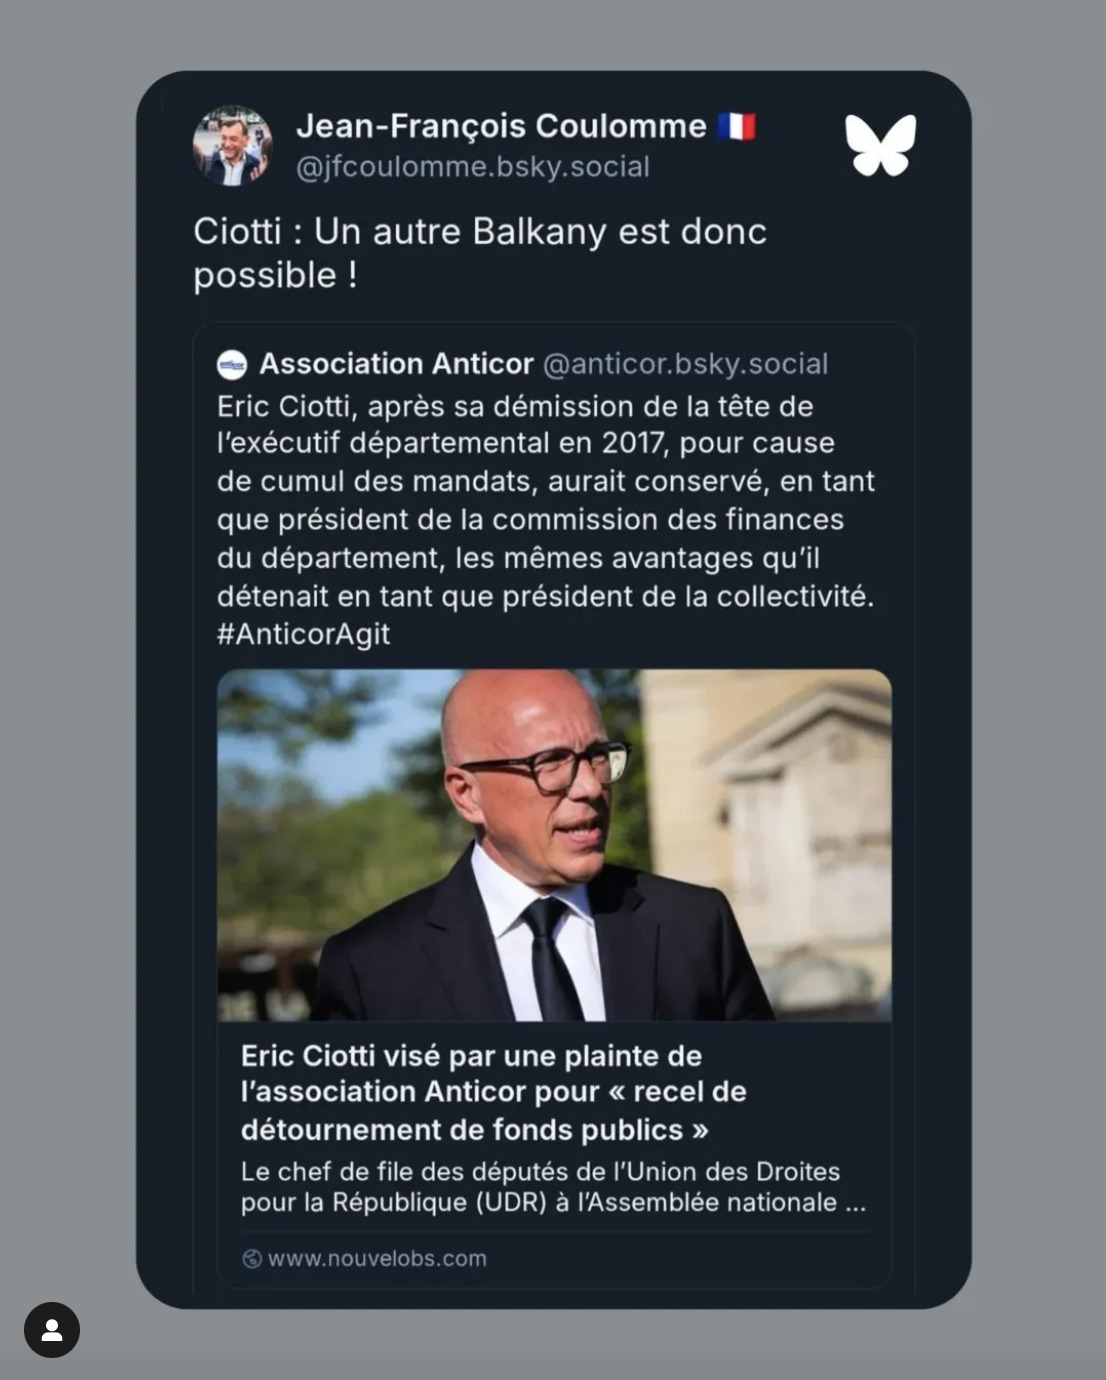 Jean-François Coulomme 🇫🇷
@jfcoulomme.bsky.social
Ciotti : Un autre Balkany est donc
possible !
anticor
Association Anticor @anticor.bsky.social
Eric Ciotti, après sa démission de la tête de
l’exécutif départemental en 2017, pour cause
de cumul des mandats, aurait conservé, en tant
que président de la commission des finances
du département, les mêmes avantages qu’il
détenait en tant que président de la collectivité.
#AnticorAgit
Eric Ciotti visé par une plainte de
l’association Anticor pour « recel de
détournement de fonds publics »
Le chef de file des députés de l’Union des Droites
pour la République (UDR) à l’Assemblée nationale ...
www.nouvelobs.com